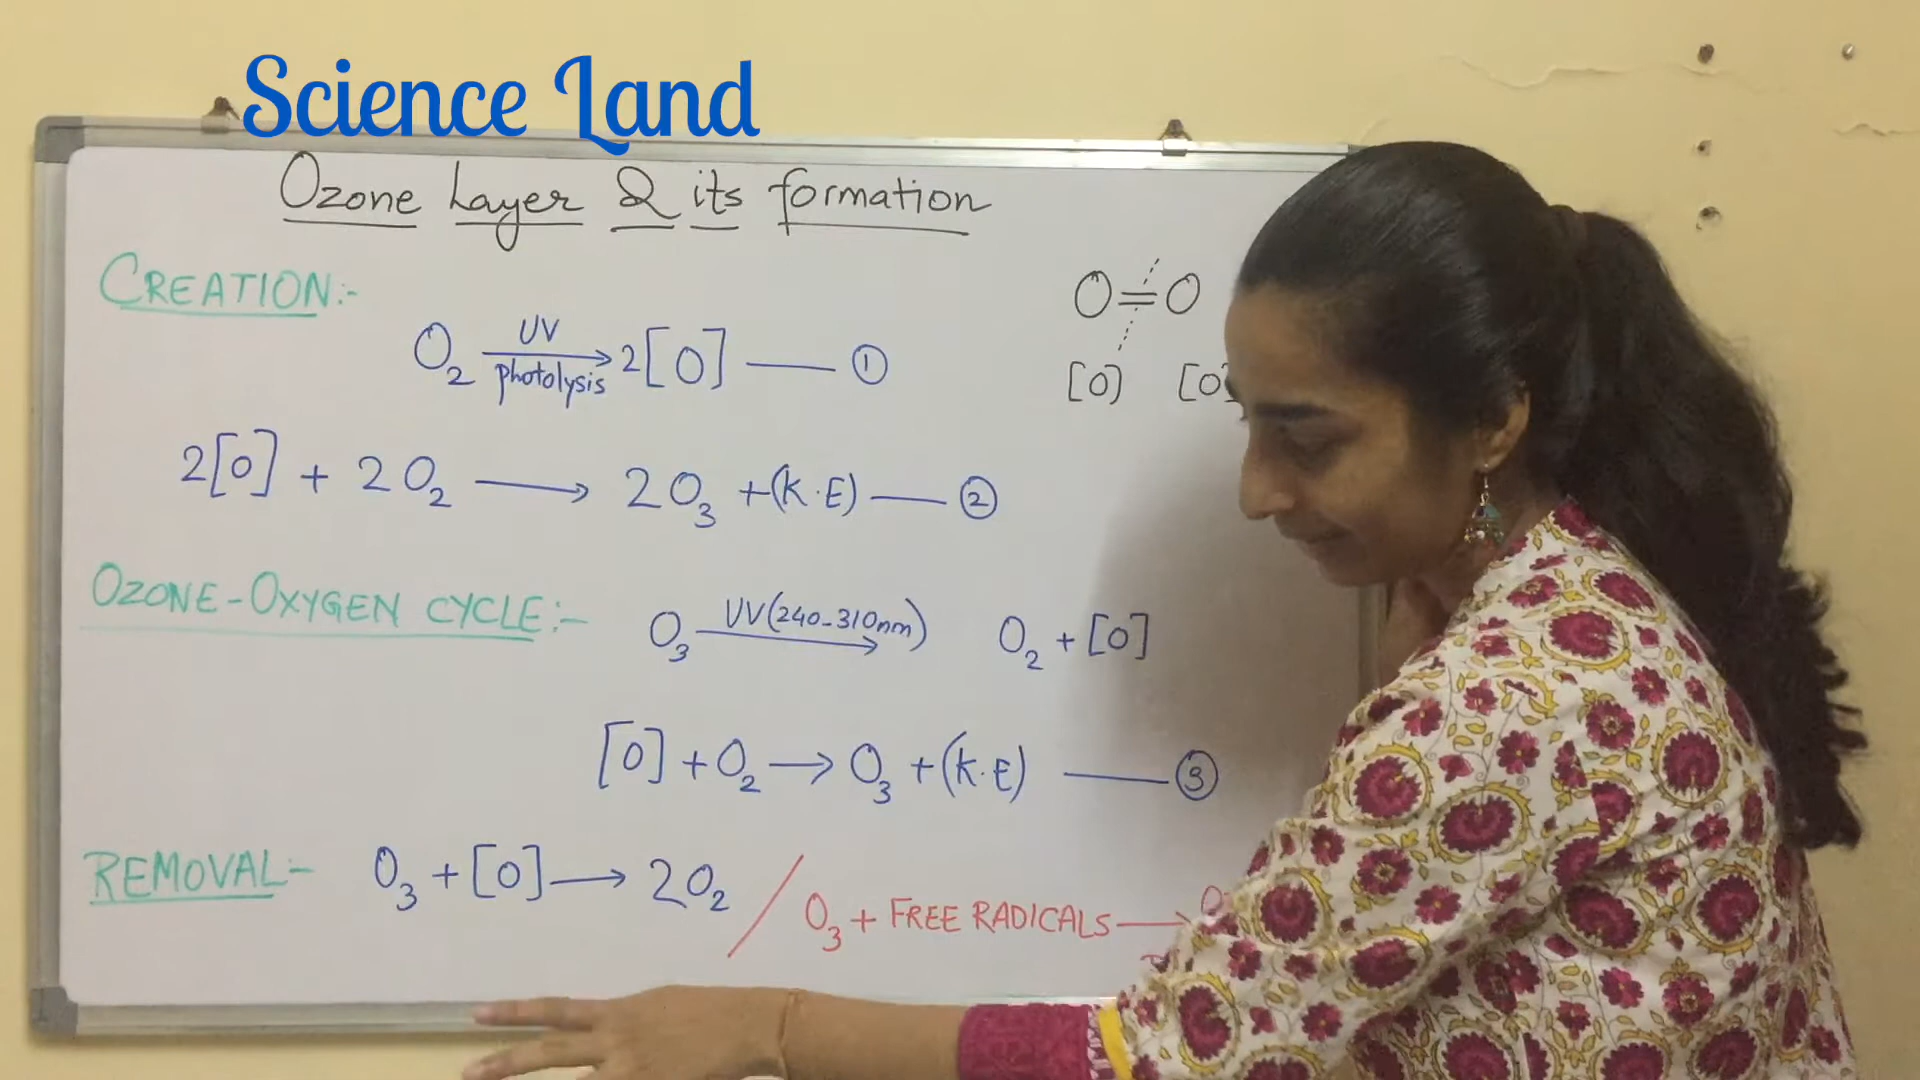 Science Land
Ozone Layer & its formation
CREATION:-
O₂ UV photolysis → 2[O] — ①
O=O
[O] [O]
2[O] + 2O₂ → 2O₃ + (K.E) — ②
OZONE-OXYGEN CYCLE:-
O₃ UV(240-310nm) → O₂ + [O]
[O] + O₂ → O₃ + (K.E) — ③
REMOVAL:- O₃ + [O] → 2O₂ / O₃ + FREE RADICALS →